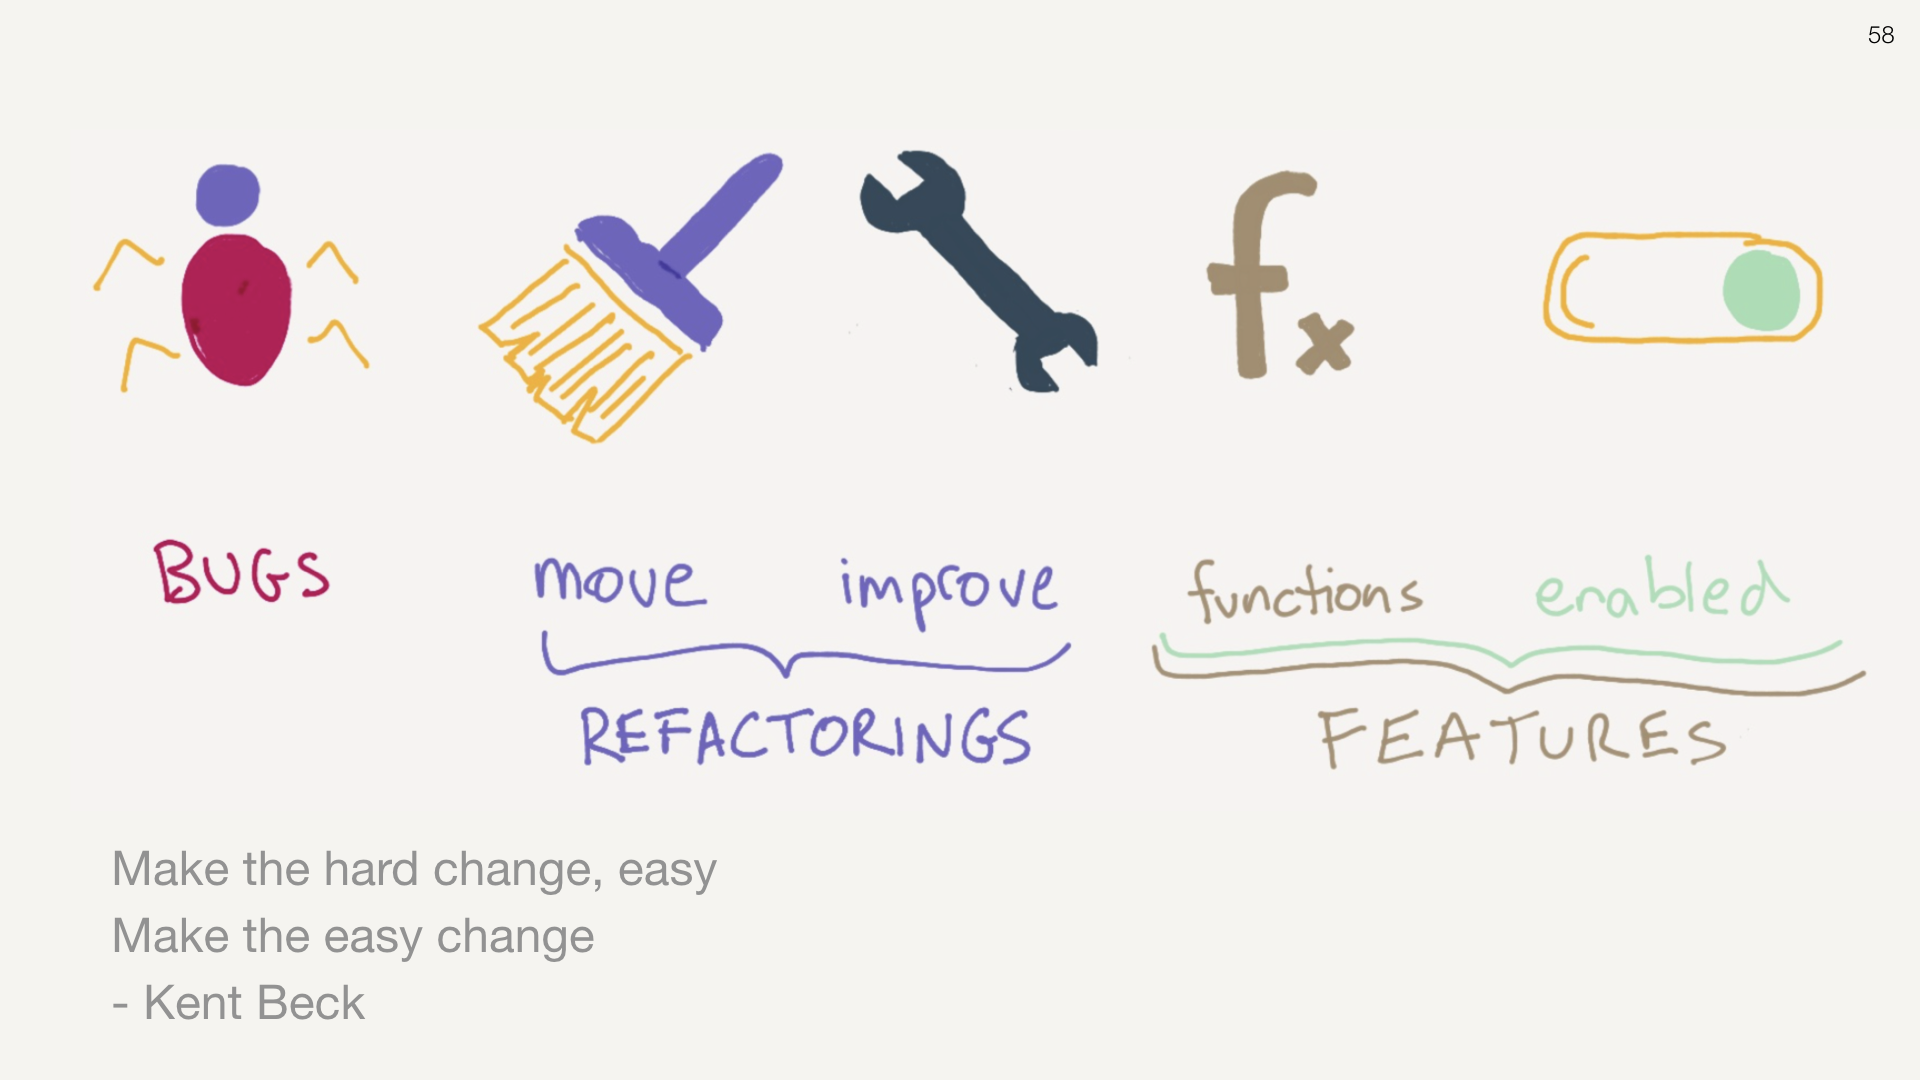 58
fx
BUGS
move improve
functions enabled
REFACTORINGS
FEATURES
Make the hard change, easy
Make the easy change
- Kent Beck